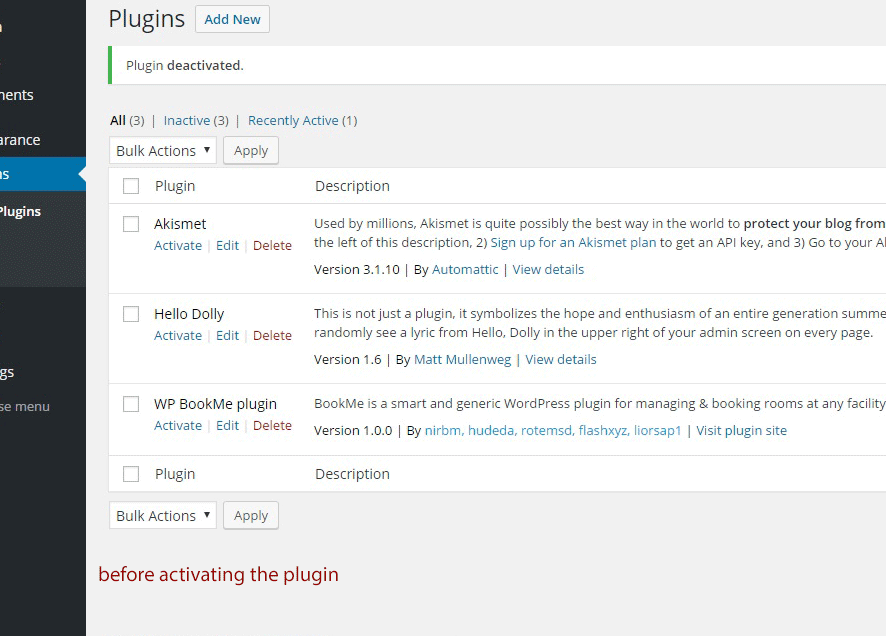 Plugins Add New
Plugin deactivated.
ments
arance
s
Plugins
gs
se menu
All (3) | Inactive (3) | Recently Active (1)
Bulk Actions Apply
Plugin Description
Akismet
Activate | Edit | Delete
Used by millions, Akismet is quite possibly the best way in the world to protect your blog from
the left of this description, 2) Sign up for an Akismet plan to get an API key, and 3) Go to your
Version 3.1.10 | By Automattic | View details
Hello Dolly
Activate | Edit | Delete
This is not just a plugin, it symbolizes the hope and enthusiasm of an entire generation summe
randomly see a lyric from Hello, Dolly in the upper right of your admin screen on every page.
Version 1.6 | By Matt Mullenweg | View details
WP BookMe plugin
Activate | Edit | Delete
BookMe is a smart and generic WordPress plugin for managing & booking rooms at any facility
Version 1.0.0 | By nirbm, hudeda, rotemsd, flashxyz, liorsap1 | Visit plugin site
Plugin Description
Bulk Actions Apply
before activating the plugin